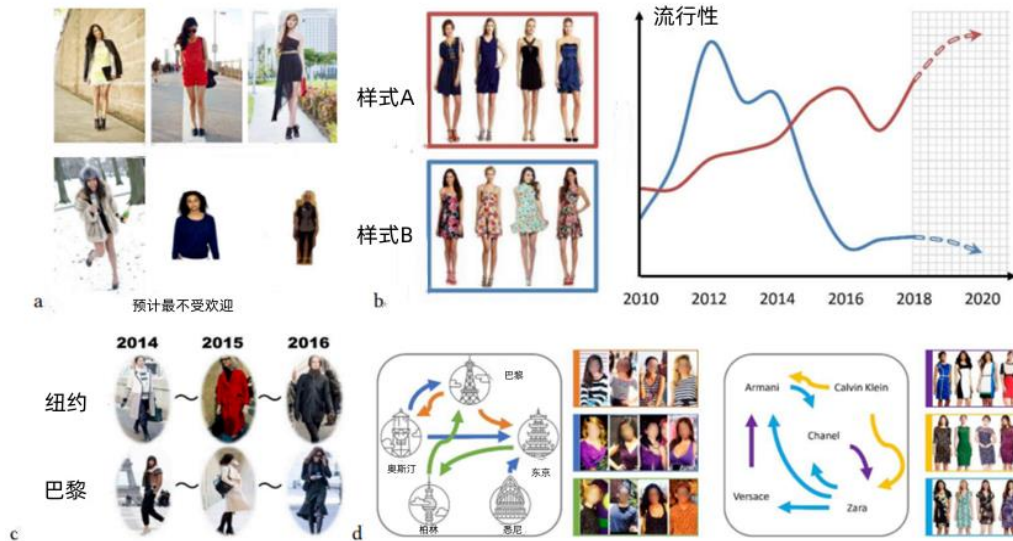 样式A
样式B
流行性
2010
2012
2014
2016
2018
2020
a
预计最不受欢迎
b
2014
2015
2016
纽约
～
～
巴黎
～
～
c
巴黎
奥斯汀
东京
柏林
悉尼
d
Armani
Calvin Klein
Chanel
Versace
Zara